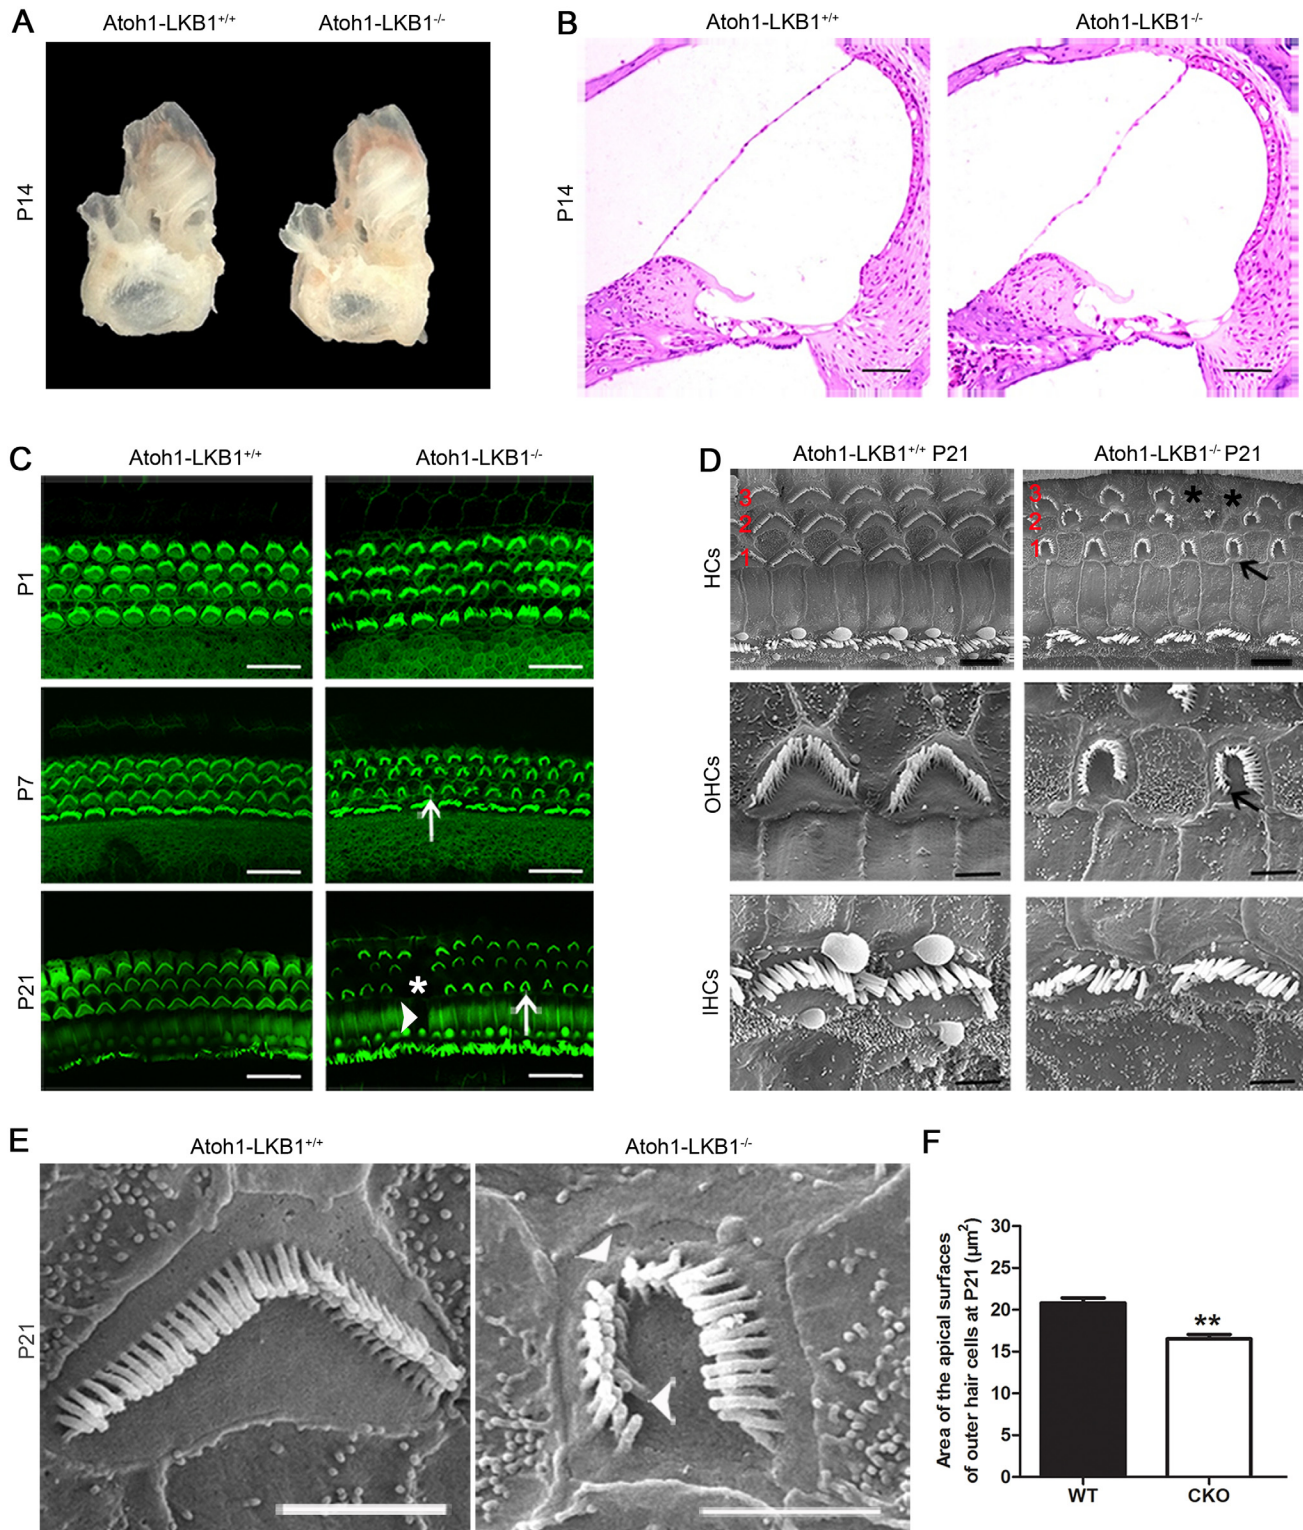 A
Atoh1-LKB1+/+
Atoh1-LKB1-/-
P14
B
Atoh1-LKB1+/+
Atoh1-LKB1-/-
P14
C
Atoh1-LKB1+/+
Atoh1-LKB1-/-
P1
P7
P21
*
D
Atoh1-LKB1+/+ P21
Atoh1-LKB1-/- P21
HCs
3
2
1
3
* *
2
1
OHCs
IHCs
E
Atoh1-LKB1+/+
Atoh1-LKB1-/-
P21
F
Area of the apical surfaces
of outer hair cells at P21 (µm²)
30
25
20
15
10
5
0
**
WT
CKO